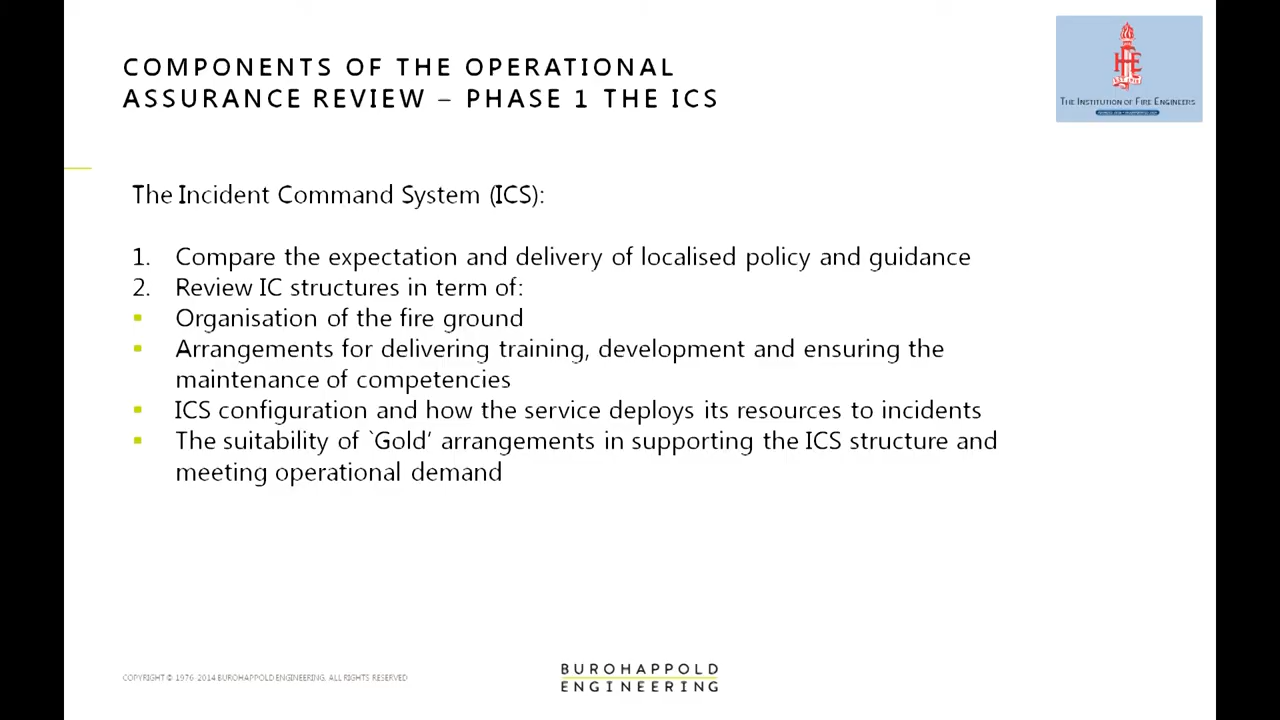 COMPONENTS OF THE OPERATIONAL
ASSURANCE REVIEW – PHASE 1 THE ICS
THE INSTITUTION OF FIRE ENGINEERS
The Incident Command System (ICS):
1. Compare the expectation and delivery of localised policy and guidance
2. Review IC structures in term of:
▪ Organisation of the fire ground
▪ Arrangements for delivering training, development and ensuring the
maintenance of competencies
▪ ICS configuration and how the service deploys its resources to incidents
▪ The suitability of `Gold’ arrangements in supporting the ICS structure and
meeting operational demand
COPYRIGHT © 1976-2014 BUROHAPPOLD ENGINEERING. ALL RIGHTS RESERVED
BUROHAPPOLD
ENGINEERING